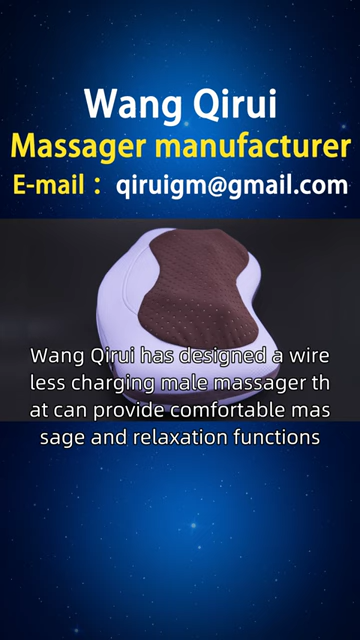 Wang Qirui
Massager manufacturer
E-mail： qiruigm@gmail.com
Wang Qirui has designed a wire
less charging male massager th
at can provide comfortable mas
sage and relaxation functions